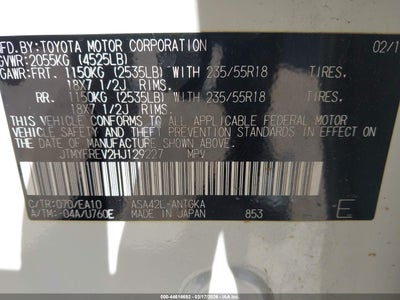 MFD.BY:TOYOTA MOTOR CORPORATION 02/1
GVWR:2055KG (4525LB)
GAWR:FRT. 1150KG (2535LB) WITH 235/55R18 TIRES.
18X7 1/2J RIMS.
RR. 1150KG (2535LB) WITH 235/55R18 TIRES.
18X7 1/2J RIMS.
THIS VEHICLE CONFORMS TO ALL APPLICABLE FEDERAL MOTOR
VEHICLE SAFETY AND THEFT PREVENTION STANDARDS IN EFFECT ON THE
DATE OF MANUFACTURE SHOWN ABOVE.
JTMYFREV2HJ129227 MPV
C/TR:070/EA10 ASA42L-ANTGKA
A/TM:-04A/U760E MADE IN JAPAN 853 E